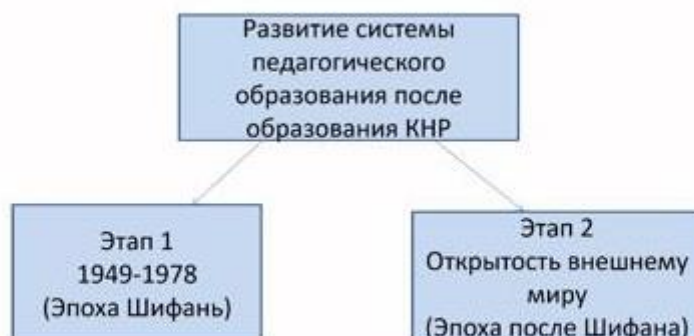 Развитие системы
педагогического
образования после
образования КНР
Этап 1
1949-1978
(Эпоха Шифань)
Этап 2
Открытость внешнему
миру
(Эпоха после Шифана)